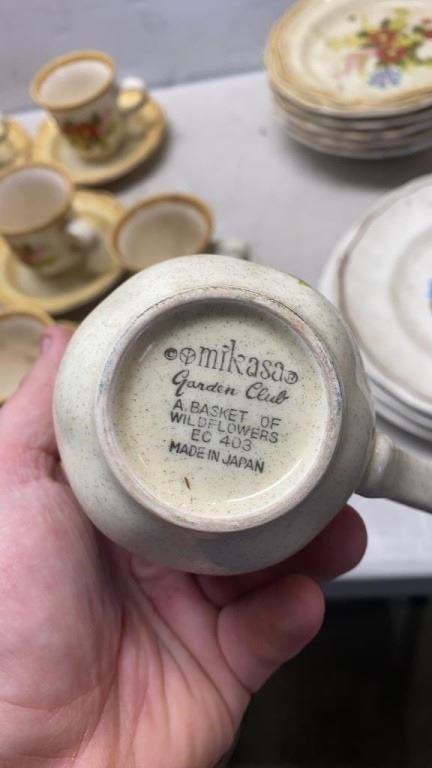 © mikasa ®
Garden Club
A BASKET OF
WILDFLOWERS
EC 403
MADE IN JAPAN